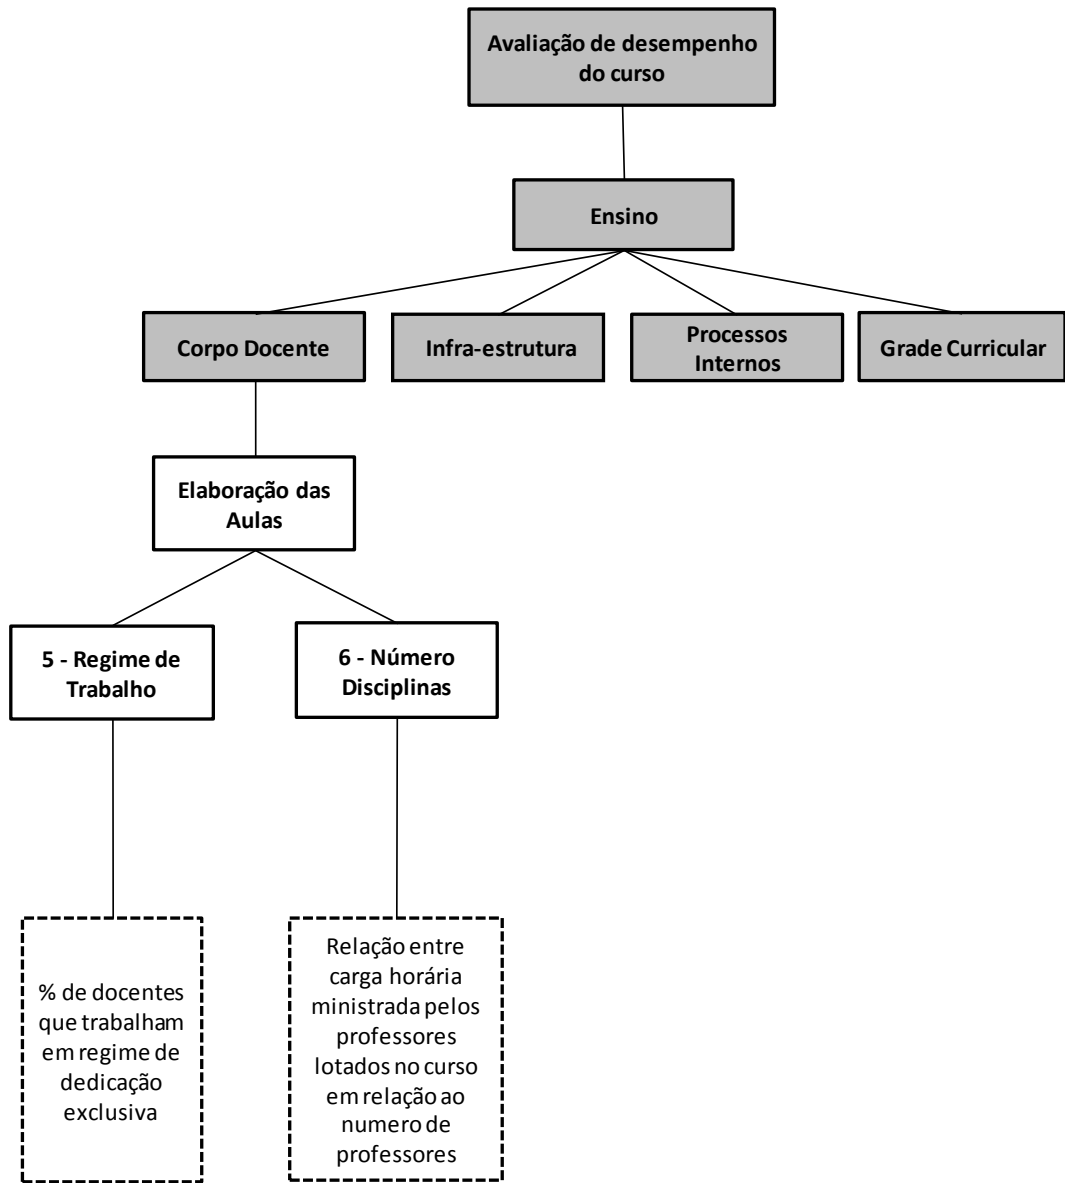 Avaliação de desempenho
do curso
Ensino
Corpo Docente
Infra-estrutura
Processos
Internos
Grade Curricular
Elaboração das
Aulas
5 - Regime de
Trabalho
6 - Número
Disciplinas
% de docentes
que trabalham
em regime de
dedicação
exclusiva
Relação entre
carga horária
ministrada pelos
professores
lotados no curso
em relação ao
numero de
professores